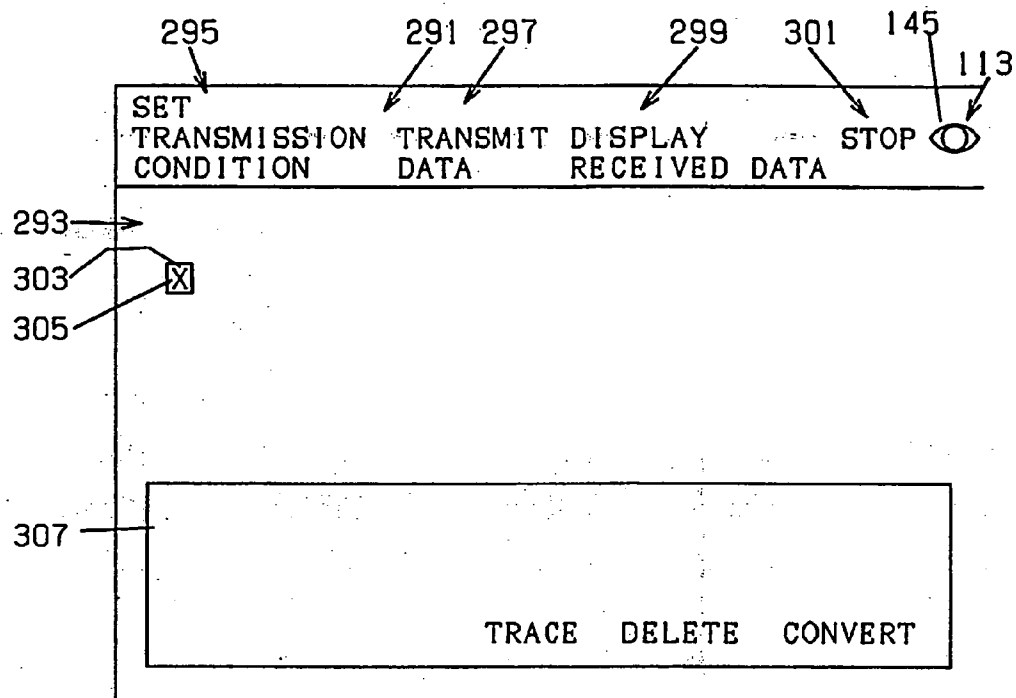 295 291 297 299 301 145 113
SET
TRANSMISSION TRANSMIT DISPLAY STOP
CONDITION DATA RECEIVED DATA
293
303 X
305
307
TRACE DELETE CONVERT